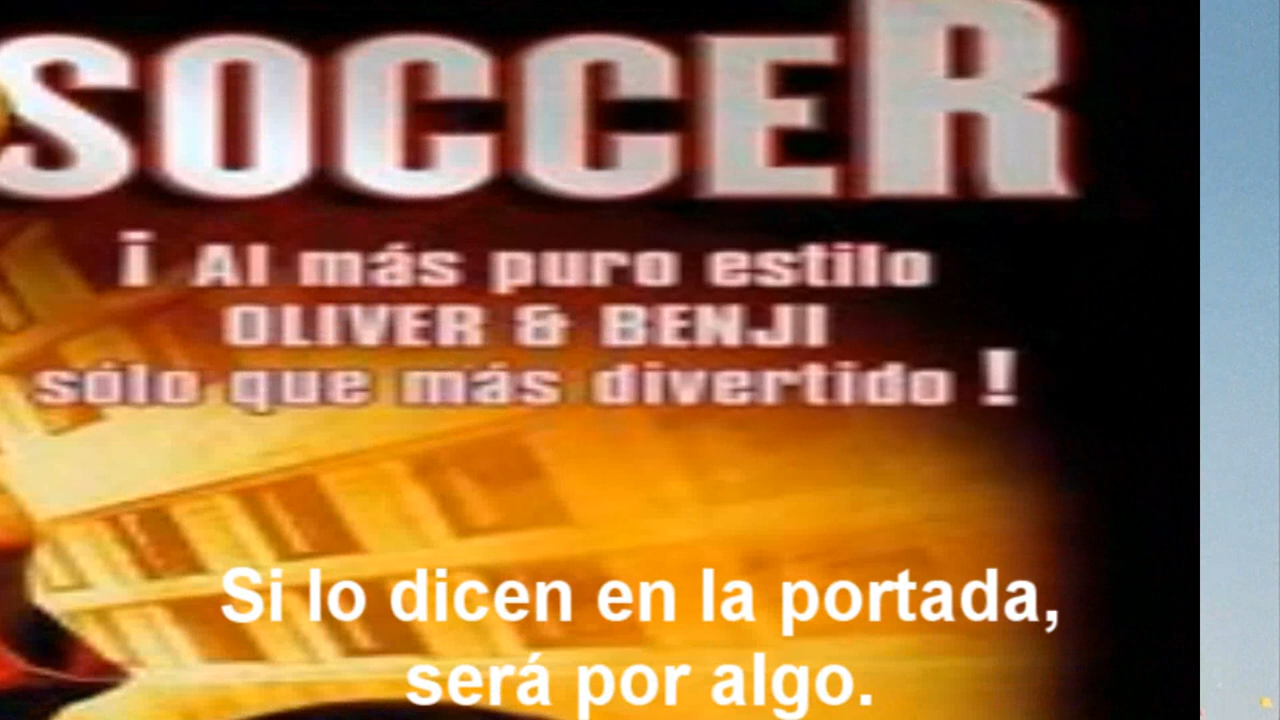 SOCCER
¡ Al más puro estilo
OLIVER & BENJI
sólo que más divertido !
Si lo dicen en la portada,
será por algo.